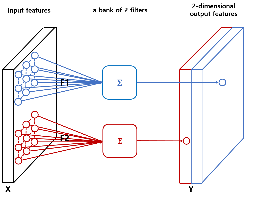 Input features
a bank of 2 filters
2-dimensional
output features
F1
Σ
F2
Σ
X
Y